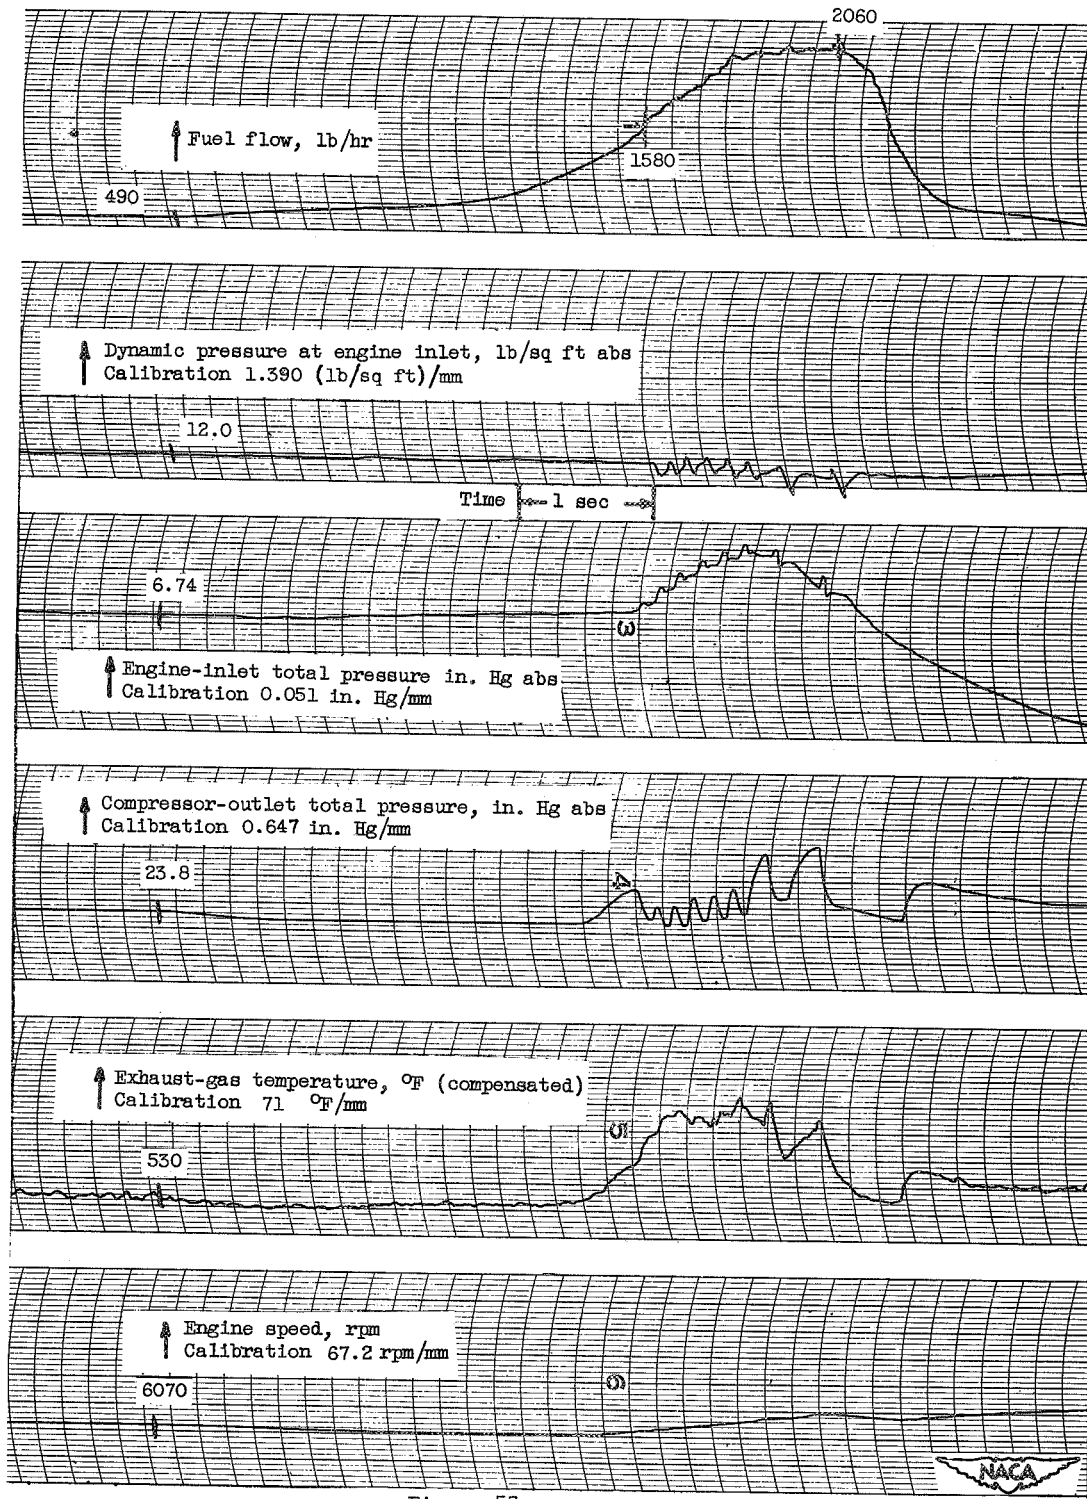 2060
Fuel flow, lb/hr
1580
490
Dynamic pressure at engine inlet, lb/sq ft abs
Calibration 1.390 (lb/sq ft)/mm
12.0
Time 1 sec
6.74
3
Engine-inlet total pressure in. Hg abs
Calibration 0.051 in. Hg/mm
Compressor-outlet total pressure, in. Hg abs
Calibration 0.647 in. Hg/mm
23.8
4
Exhaust-gas temperature, °F (compensated)
Calibration 71 °F/mm
5
530
Engine speed, rpm
Calibration 67.2 rpm/mm
6070
6
NACA